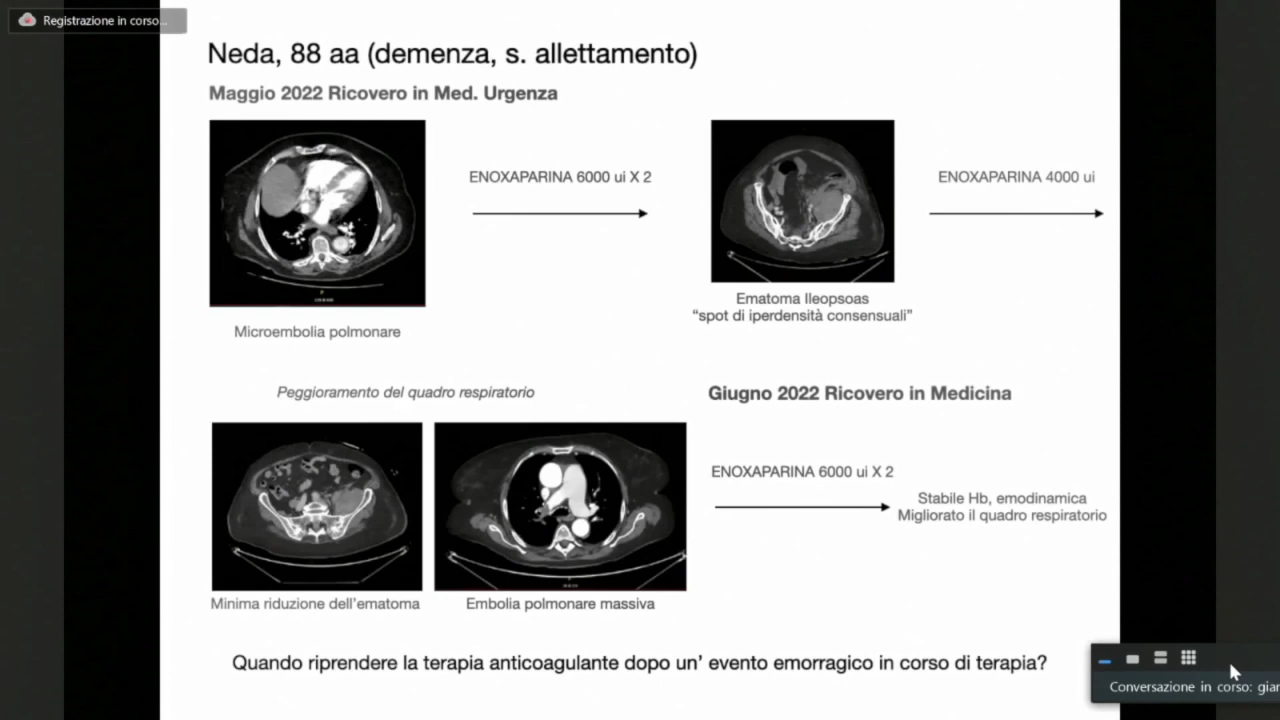 Registrazione in corso...
Neda, 88 aa (demenza, s. allettamento)
Maggio 2022 Ricovero in Med. Urgenza
ENOXAPARINA 6000 ui X 2
ENOXAPARINA 4000 ui
Microembolia polmonare
Ematoma Ileopsoas
“spot di iperdensità consensuali”
Peggioramento del quadro respiratorio
Giugno 2022 Ricovero in Medicina
ENOXAPARINA 6000 ui X 2
Stabile Hb, emodinamica
Migliorato il quadro respiratorio
Minima riduzione dell'ematoma
Embolia polmonare massiva
Quando riprendere la terapia anticoagulante dopo un' evento emorragico in corso di terapia?
Conversazione in corso: gian